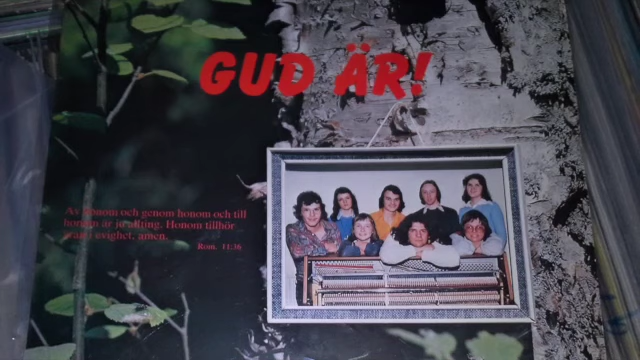 GUD ÄR!
Av honom och genom honom och till
honom är ju allting. Honom tillhör
äran i evighet, amen.
Rom. 11:36